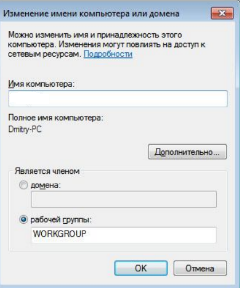 Изменение имени компьютера или домена
Можно изменить имя и принадлежность этого
компьютера. Изменения могут повлиять на доступ к
сетевым ресурсам. Подробности
Имя компьютера:
Полное имя компьютера:
Dmitry-PC
Дополнительно...
Является членом
домена:
рабочей группы:
WORKGROUP
OK
Отмена